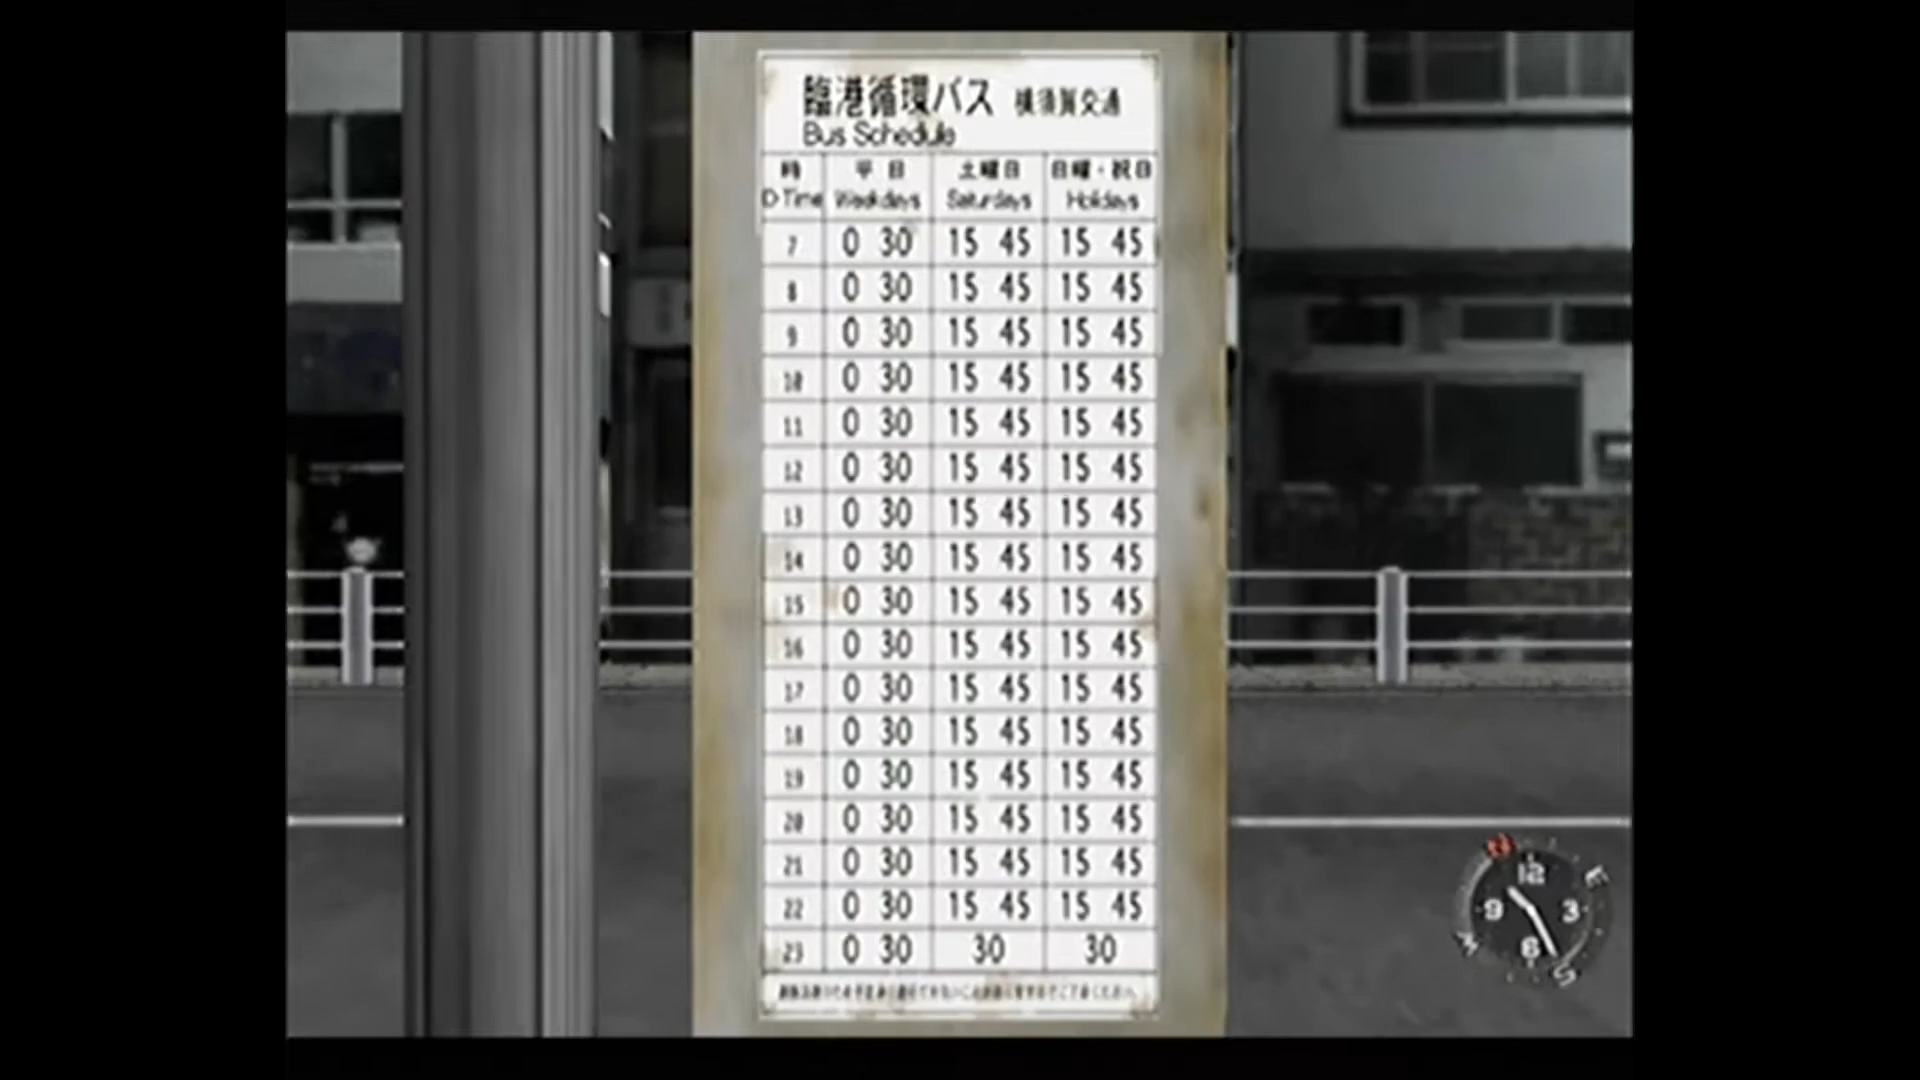 臨港循環バス 横須賀交通
Bus Schedule
時 平日 土曜日 日曜・祝日
D-Time Weekdays Saturdays Holidays
7 0 30 15 45 15 45
8 0 30 15 45 15 45
9 0 30 15 45 15 45
10 0 30 15 45 15 45
11 0 30 15 45 15 45
12 0 30 15 45 15 45
13 0 30 15 45 15 45
14 0 30 15 45 15 45
15 0 30 15 45 15 45
16 0 30 15 45 15 45
17 0 30 15 45 15 45
18 0 30 15 45 15 45
19 0 30 15 45 15 45
20 0 30 15 45 15 45
21 0 30 15 45 15 45
22 0 30 15 45 15 45
23 0 30 30 30
N
12
E
9 3
W
6
S